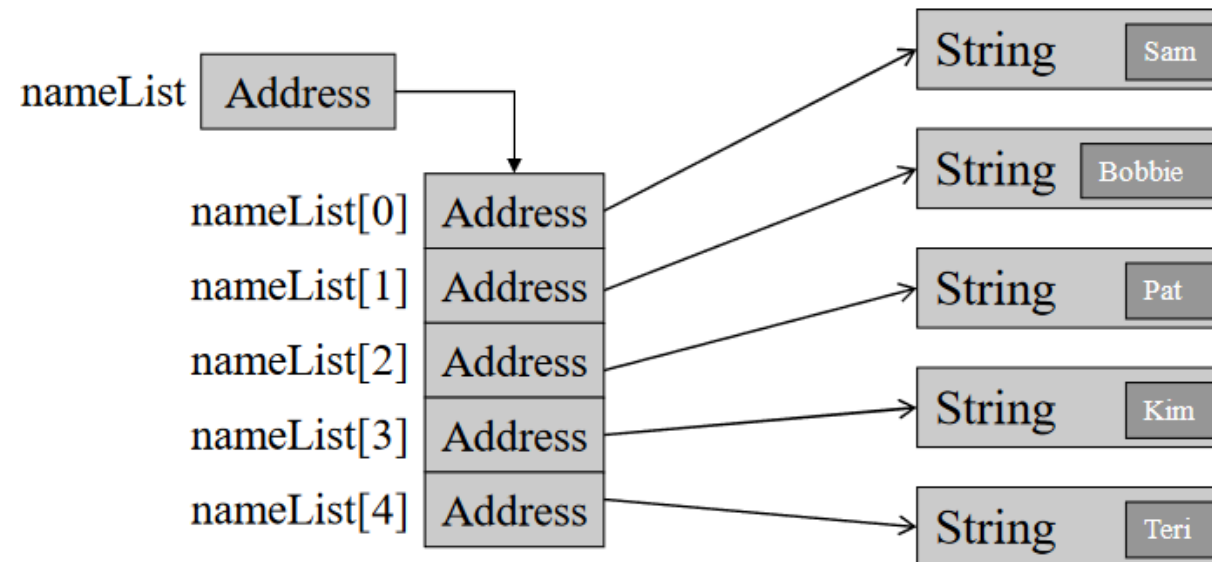 nameList Address
nameList[0] Address
nameList[1] Address
nameList[2] Address
nameList[3] Address
nameList[4] Address
String Sam
String Bobbie
String Pat
String Kim
String Teri